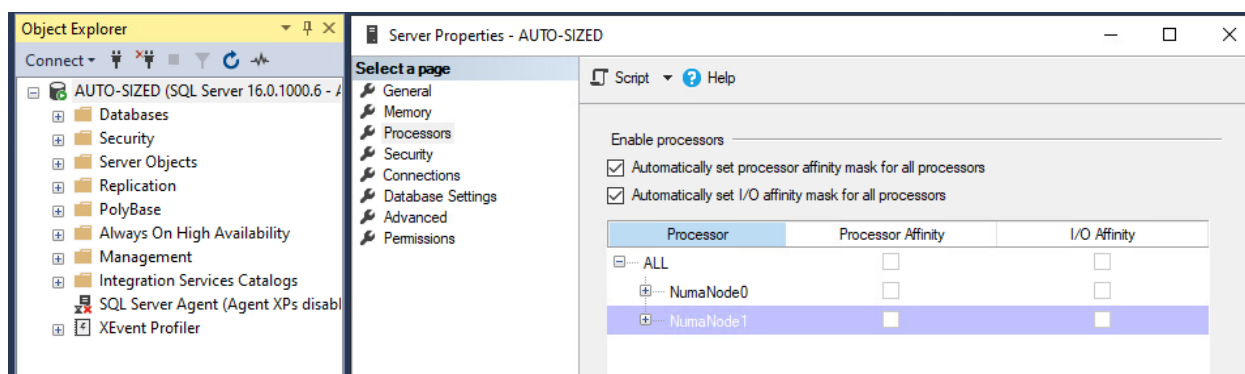 Object Explorer
Connect
AUTO-SIZED (SQL Server 16.0.1000.6 - A
Databases
Security
Server Objects
Replication
PolyBase
Always On High Availability
Management
Integration Services Catalogs
SQL Server Agent (Agent XPs disabl
XEvent Profiler
Server Properties - AUTO-SIZED
Select a page
General
Memory
Processors
Security
Connections
Database Settings
Advanced
Permissions
Script
Help
Enable processors
Automatically set processor affinity mask for all processors
Automatically set I/O affinity mask for all processors
Processor Processor Affinity I/O Affinity
ALL
NumaNode0
NumaNode1